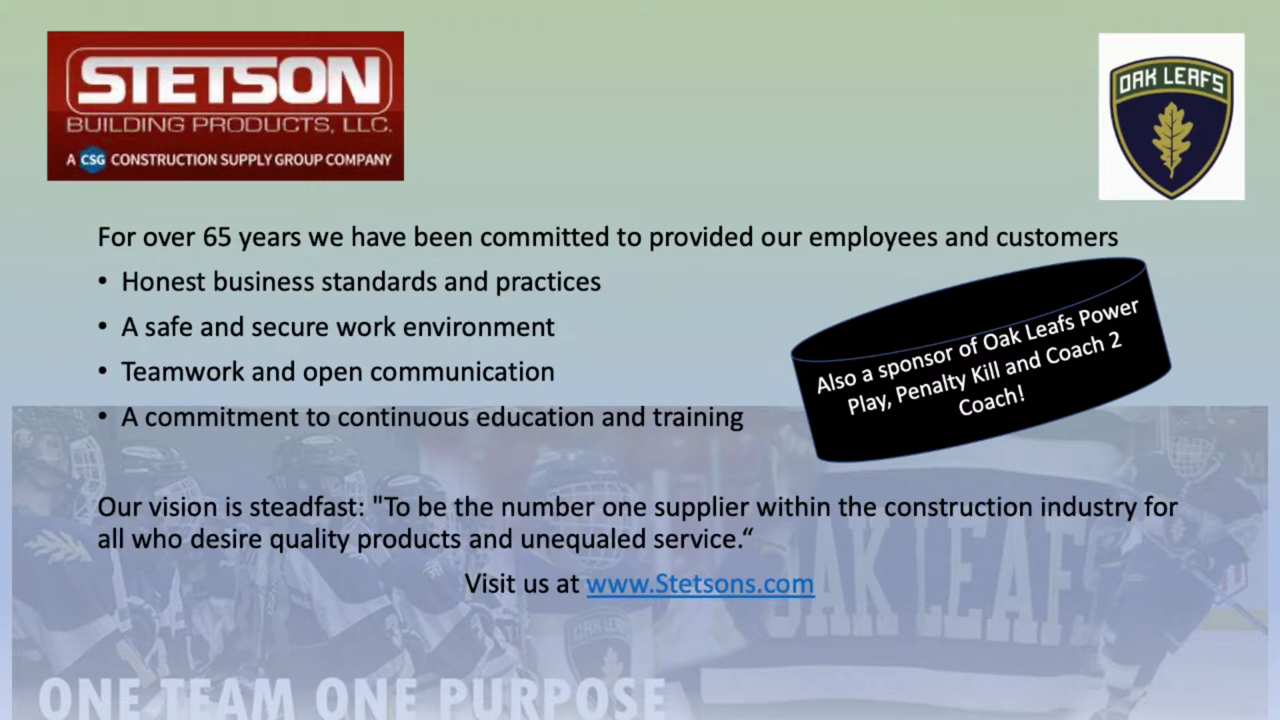 STETSON
BUILDING PRODUCTS, LLC.
A CSG CONSTRUCTION SUPPLY GROUP COMPANY
OAK LEAFS
For over 65 years we have been committed to provided our employees and customers
• Honest business standards and practices
• A safe and secure work environment
• Teamwork and open communication
• A commitment to continuous education and training
Also a sponsor of Oak Leafs Power
Play, Penalty Kill and Coach 2
Coach!
Our vision is steadfast: "To be the number one supplier within the construction industry for
all who desire quality products and unequaled service.“
Visit us at www.Stetsons.com
OAK LEAFS
OAK LEAFS
ONE TEAM ONE PURPOSE